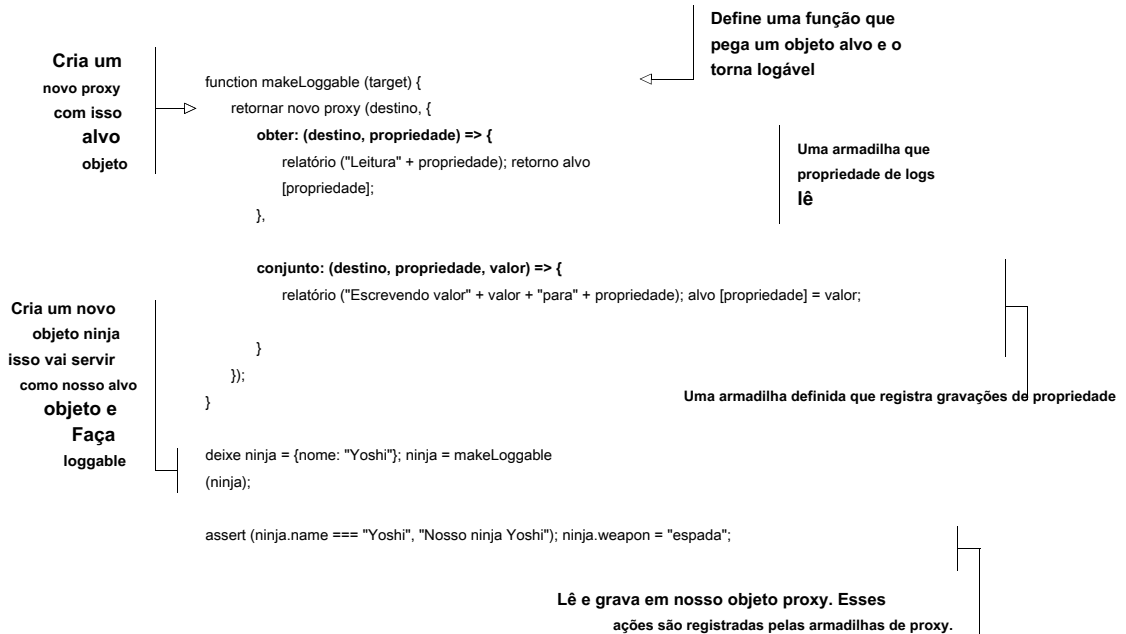 Define uma função que
pega um objeto alvo e o
torna logável
Cria um
novo proxy
com isso
alvo
objeto
function makeLoggable (target) {
retornar novo proxy (destino, {
obter: (destino, propriedade) => {
relatório ("Leitura" + propriedade); retorno alvo
[propriedade];
},
Uma armadilha que
propriedade de logs
lê
conjunto: (destino, propriedade, valor) => {
relatório ("Escrevendo valor" + valor + "para" + propriedade); alvo [propriedade] = valor;
}
});
}
Uma armadilha definida que registra gravações de propriedade
Cria um novo
objeto ninja
isso vai servir
como nosso alvo
objeto e
Faça
loggable
deixe ninja = {nome: "Yoshi"}; ninja = makeLoggable
(ninja);
assert (ninja.name === "Yoshi", "Nosso ninja Yoshi"); ninja.weapon = "espada";
Lê e grava em nosso objeto proxy. Esses
ações são registradas pelas armadilhas de proxy.